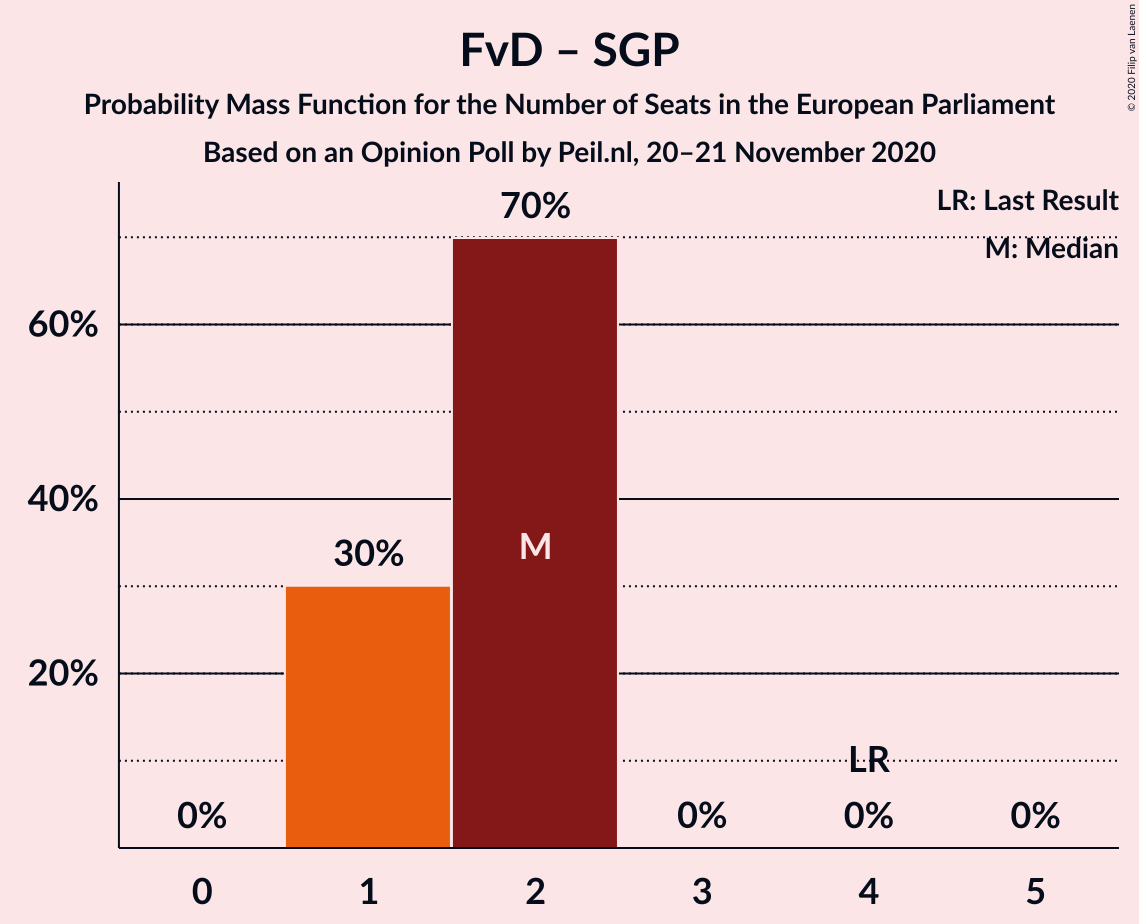 FvD – SGP
Probability Mass Function for the Number of Seats in the European Parliament
Based on an Opinion Poll by Peil.nl, 20–21 November 2020
© 2020 Filip van Laenen
LR: Last Result
M: Median
70%
60%
40%
30%
M
20%
LR
0%
0%
0%
0%
0 1 2 3 4 5